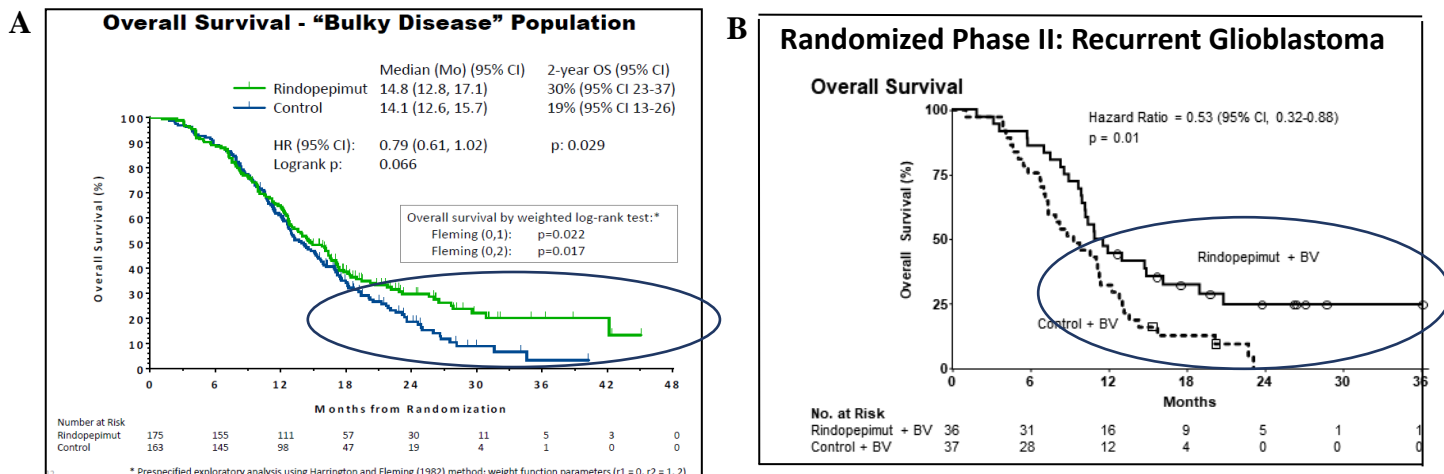 A
Overall Survival - “Bulky Disease” Population
Median (Mo) (95% CI) 2-year OS (95% CI)
Rindopepimut 14.8 (12.8, 17.1) 30% (95% CI 23-37)
Control 14.1 (12.6, 15.7) 19% (95% CI 13-26)
HR (95% CI): 0.79 (0.61, 1.02) p: 0.029
Logrank p: 0.066
Overall survival by weighted log-rank test:*
Fleming (0,1): p=0.022
Fleming (0,2): p=0.017
Overall Survival (%)
100
90
80
70
60
50
40
30
20
10
0
0 6 12 18 24 30 36 42 48
Months from Randomization
Number at Risk
Rindopepimut 175 155 111 57 30 11 5 3 0
Control 163 145 98 47 19 4 1 0 0
* Prespecified exploratory analysis using Harrington and Fleming (1982) method; weight function parameters (r1 = 0, r2 = 1, 2)
B
Randomized Phase II: Recurrent Glioblastoma
Overall Survival
Hazard Ratio = 0.53 (95% CI, 0.32-0.88)
p = 0.01
Overall Survival (%)
100
75
50
25
0
Rindopepimut + BV
Control + BV
0 6 12 18 24 30 36
Months
No. at Risk
Rindopepimut + BV 36 31 16 9 5 1 1
Control + BV 37 28 12 4 0 0 0